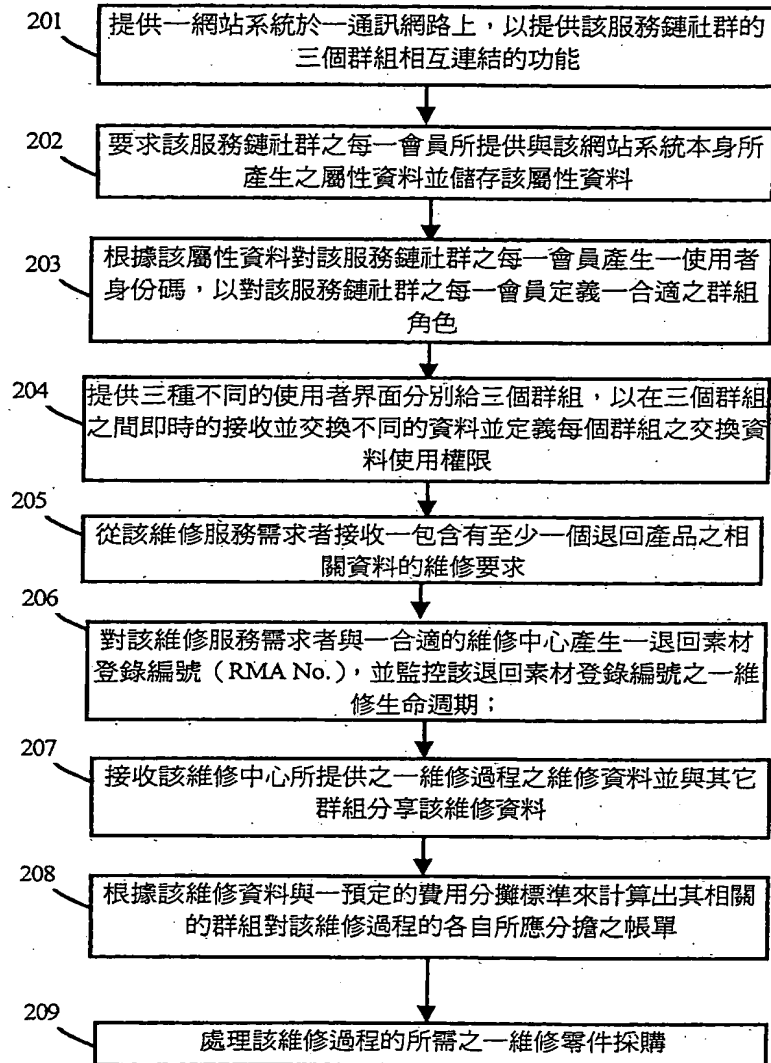 201
提供一網站系統於一通訊網路上，以提供該服務鏈社群的
三個群組相互連結的功能
202
要求該服務鏈社群之每一會員所提供與該網站系統本身所
產生之屬性資料並儲存該屬性資料
203
根據該屬性資料對該服務鏈社群之每一會員產生一使用者
身份碼，以對該服務鏈社群之每一會員定義一合適之群組
角色
204
提供三種不同的使用者界面分別給三個群組，以在三個群組
之間即時的接收並交換不同的資料並定義每個群組之交換資
料使用權限
205
從該維修服務需求者接收一包含有至少一個退回產品之相
關資料的維修要求
206
對該維修服務需求者與一合適的維修中心產生一退回素材
登錄編號（RMA No.），並監控該退回素材登錄編號之一維
修生命週期；
207
接收該維修中心所提供之一維修過程之維修資料並與其它
群組分享該維修資料
208
根據該維修資料與一預定的費用分攤標準來計算出其相關
的群組對該維修過程的各自所應分擔之帳單
209
處理該維修過程的所需之一維修零件採購